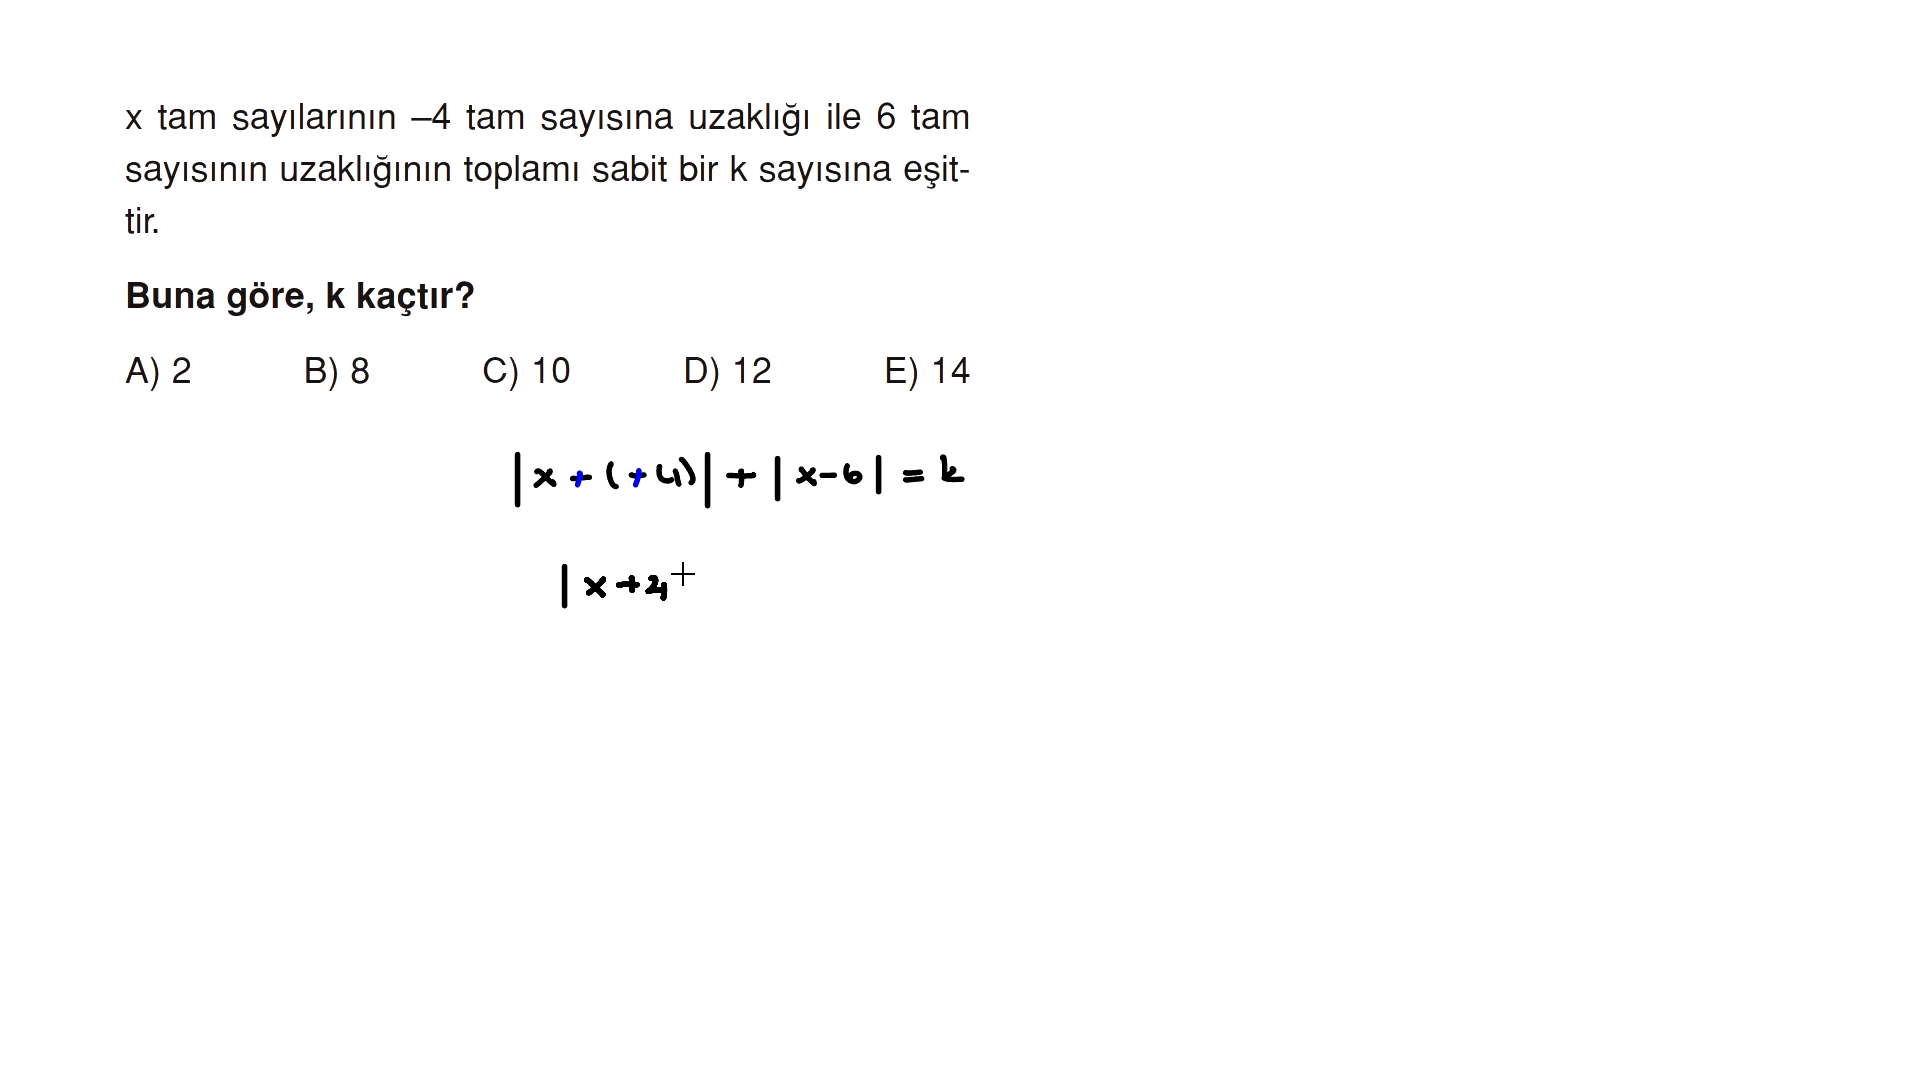 x tam sayılarının –4 tam sayısına uzaklığı ile 6 tam
sayısının uzaklığının toplamı sabit bir k sayısına eşit-
tir.
Buna göre, k kaçtır?
A) 2 B) 8 C) 10 D) 12 E) 14
|x+(+4)|+|x-6|=k
|x+4